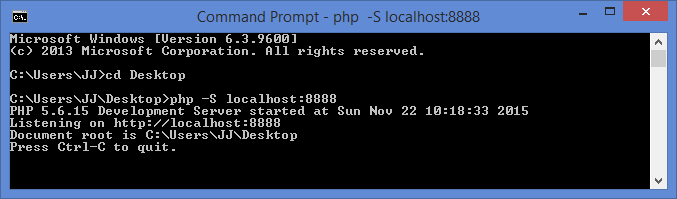 Command Prompt - php  -S localhost:8888
Microsoft Windows [Version 6.3.9600]
(c) 2013 Microsoft Corporation. All rights reserved.
C:\Users\JJ>cd Desktop
C:\Users\JJ\Desktop>php -S localhost:8888
PHP 5.6.15 Development Server started at Sun Nov 22 10:18:33 2015
Listening on http://localhost:8888
Document root is C:\Users\JJ\Desktop
Press Ctrl-C to quit.